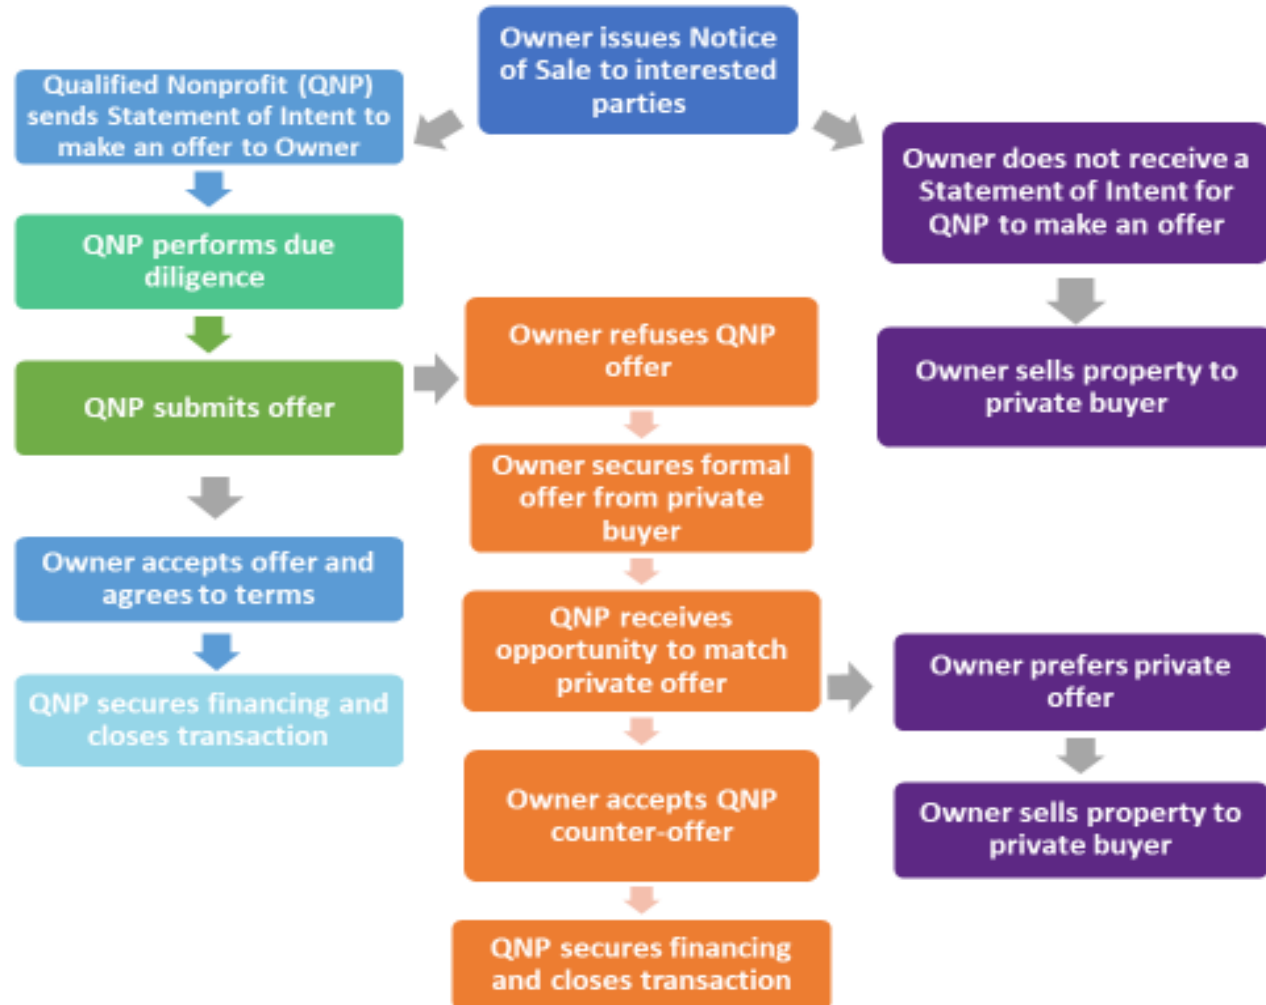 Owner issues Notice
of Sale to interested
parties
Qualified Nonprofit (QNP)
sends Statement of Intent to
make an offer to Owner
QNP performs due
diligence
QNP submits offer
Owner accepts offer and
agrees to terms
QNP secures financing and
closes transaction
Owner refuses QNP
offer
Owner secures formal
offer from private
buyer
QNP receives
opportunity to match
private offer
Owner accepts QNP
counter-offer
QNP secures financing
and closes transaction
Owner does not receive a
Statement of Intent for
QNP to make an offer
Owner sells property to
private buyer
Owner prefers private
offer
Owner sells property to
private buyer